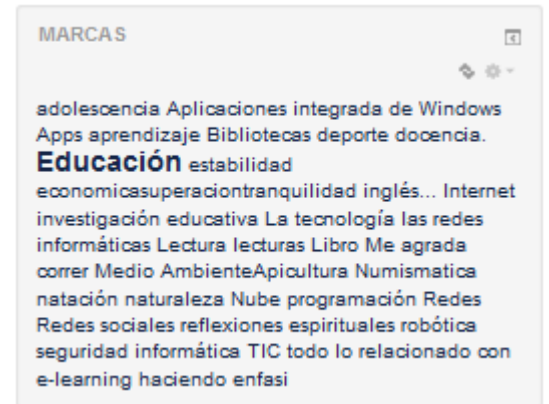 MARCAS
adolescencia Aplicaciones integrada de Windows
Apps aprendizaje Bibliotecas deporte docencia.
Educación estabilidad
economicasuperaciontranquilidad inglés... Internet
investigación educativa La tecnología las redes
informáticas Lectura lecturas Libro Me agrada
correr Medio AmbienteApicultura Numismatica
natación naturaleza Nube programación Redes
Redes sociales reflexiones espirituales robótica
seguridad informática TIC todo lo relacionado con
e-learning haciendo enfasi